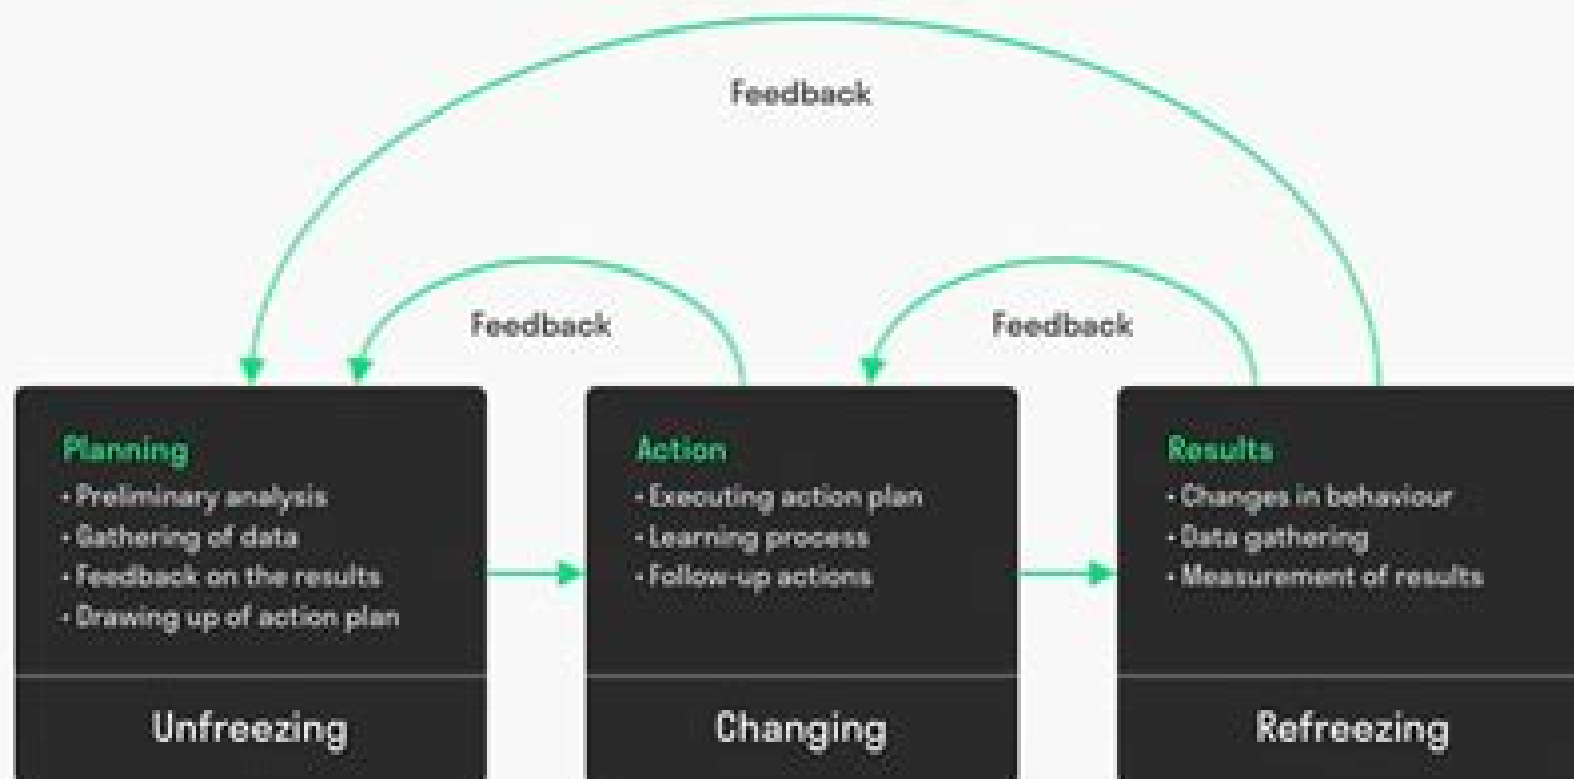 Feedback
Feedback
Feedback
Planning
• Preliminary analysis
• Gathering of data
• Feedback on the results
• Drawing up of action plan
Unfreezing
Action
• Executing action plan
• Learning process
• Follow-up actions
Changing
Results
• Changes in behaviour
• Data gathering
• Measurement of results
Refreezing